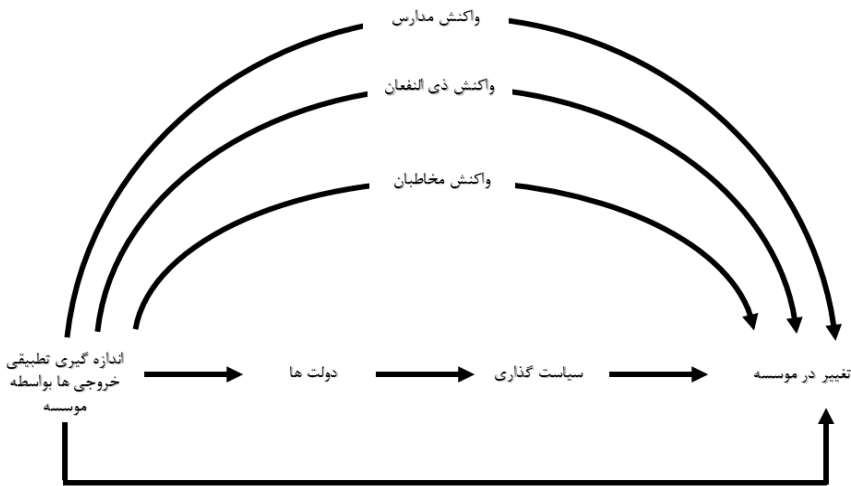 واکنش مدارس
واکنش ذی النفعان
واکنش مخاطبان
اندازه گیری تطبیقی
خروجی ها بواسطه
موسسه
دولت ها
سیاست گذاری
تغییر در موسسه